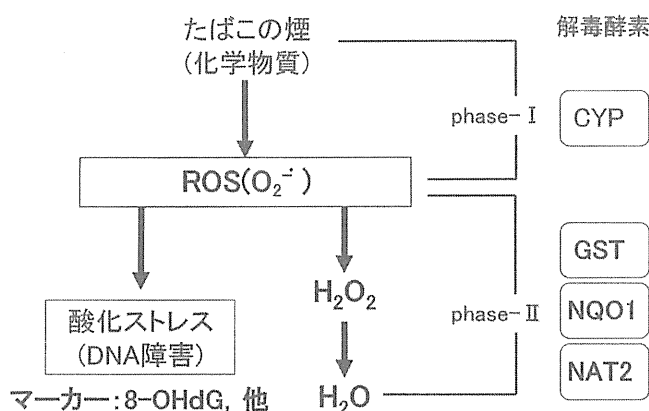 たばこの煙
(化学物質)
解毒酵素
phase-Ⅰ
CYP
ROS(O₂⁻˙)
GST
H₂O₂
酸化ストレス
(DNA障害)
phase-Ⅱ
NQO1
NAT2
マーカー:8-OHdG, 他
H₂O